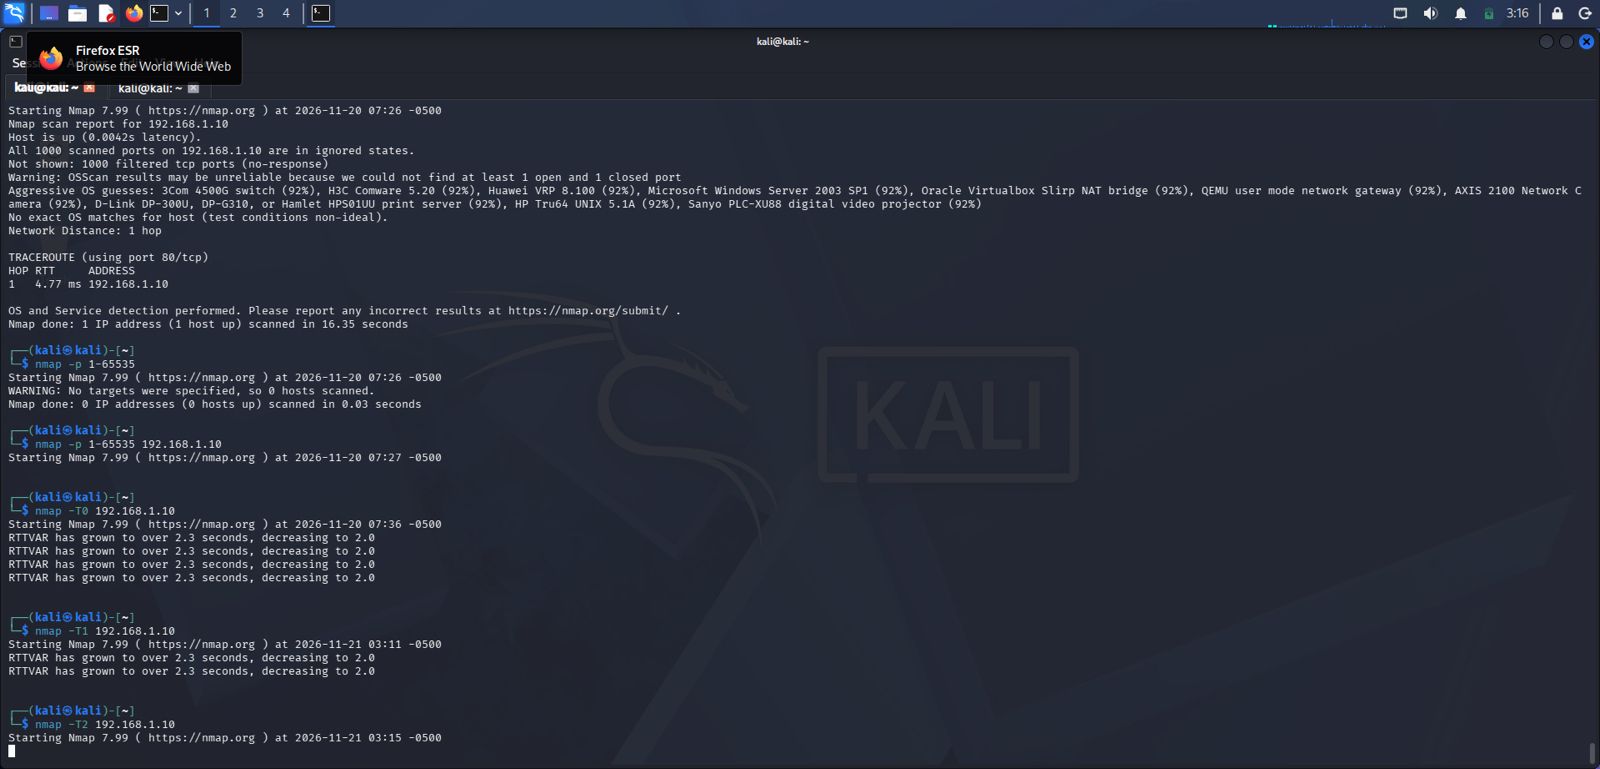 1 2 3 4 3:16
kali@kali: ~
Firefox ESR
Browse the World Wide Web
kali@kali: ~ kali@kali: ~
Starting Nmap 7.99 ( https://nmap.org ) at 2026-11-20 07:26 -0500
Nmap scan report for 192.168.1.10
Host is up (0.0042s latency).
All 1000 scanned ports on 192.168.1.10 are in ignored states.
Not shown: 1000 filtered tcp ports (no-response)
Warning: OSScan results may be unreliable because we could not find at least 1 open and 1 closed port
Aggressive OS guesses: 3Com 4500G switch (92%), H3C Comware 5.20 (92%), Huawei VRP 8.100 (92%), Microsoft Windows Server 2003 SP1 (92%), Oracle Virtualbox Slirp NAT bridge (92%), QEMU user mode network gateway (92%), AXIS 2100 Network C
amera (92%), D-Link DP-300U, DP-G310, or Hamlet HPS01UU print server (92%), HP Tru64 UNIX 5.1A (92%), Sanyo PLC-XU88 digital video projector (92%)
No exact OS matches for host (test conditions non-ideal).
Network Distance: 1 hop
TRACEROUTE (using port 80/tcp)
HOP RTT ADDRESS
1 4.77 ms 192.168.1.10
OS and Service detection performed. Please report any incorrect results at https://nmap.org/submit/ .
Nmap done: 1 IP address (1 host up) scanned in 16.35 seconds
┌──(kali㉿kali)-[~]
└─$ nmap -p 1-65535
Starting Nmap 7.99 ( https://nmap.org ) at 2026-11-20 07:26 -0500
WARNING: No targets were specified, so 0 hosts scanned.
Nmap done: 0 IP addresses (0 hosts up) scanned in 0.03 seconds
┌──(kali㉿kali)-[~]
└─$ nmap -p 1-65535 192.168.1.10
Starting Nmap 7.99 ( https://nmap.org ) at 2026-11-20 07:27 -0500
┌──(kali㉿kali)-[~]
└─$ nmap -T0 192.168.1.10
Starting Nmap 7.99 ( https://nmap.org ) at 2026-11-20 07:36 -0500
RTTVAR has grown to over 2.3 seconds, decreasing to 2.0
RTTVAR has grown to over 2.3 seconds, decreasing to 2.0
RTTVAR has grown to over 2.3 seconds, decreasing to 2.0
RTTVAR has grown to over 2.3 seconds, decreasing to 2.0
┌──(kali㉿kali)-[~]
└─$ nmap -T1 192.168.1.10
Starting Nmap 7.99 ( https://nmap.org ) at 2026-11-21 03:11 -0500
RTTVAR has grown to over 2.3 seconds, decreasing to 2.0
RTTVAR has grown to over 2.3 seconds, decreasing to 2.0
┌──(kali㉿kali)-[~]
└─$ nmap -T2 192.168.1.10
Starting Nmap 7.99 ( https://nmap.org ) at 2026-11-21 03:15 -0500
KALI